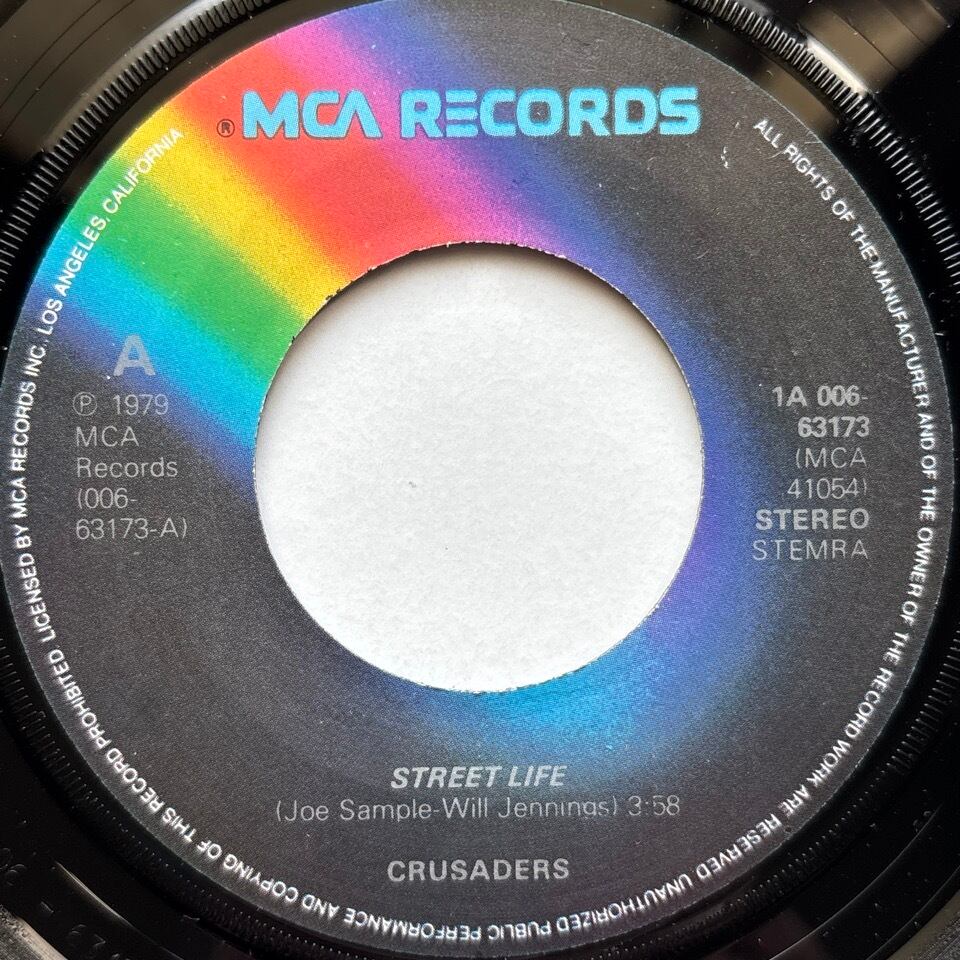 ® MCA RECORDS
A
℗ 1979
MCA
Records
(006-
63173-A)
1A 006-
63173
(MCA
41054)
STEREO
STEMRA
STREET LIFE
(Joe Sample-Will Jennings) 3:58
CRUSADERS
ALL RIGHTS OF THE MANUFACTURER AND OF THE OWNER OF THE RECORD WORK ARE RESERVED UNAUTHORIZED PUBLIC PERFORMANCE AND COPYING OF THIS RECORD PROHIBITED LICENSED BY MCA RECORDS INC. LOS ANGELES, CALIFORNIA